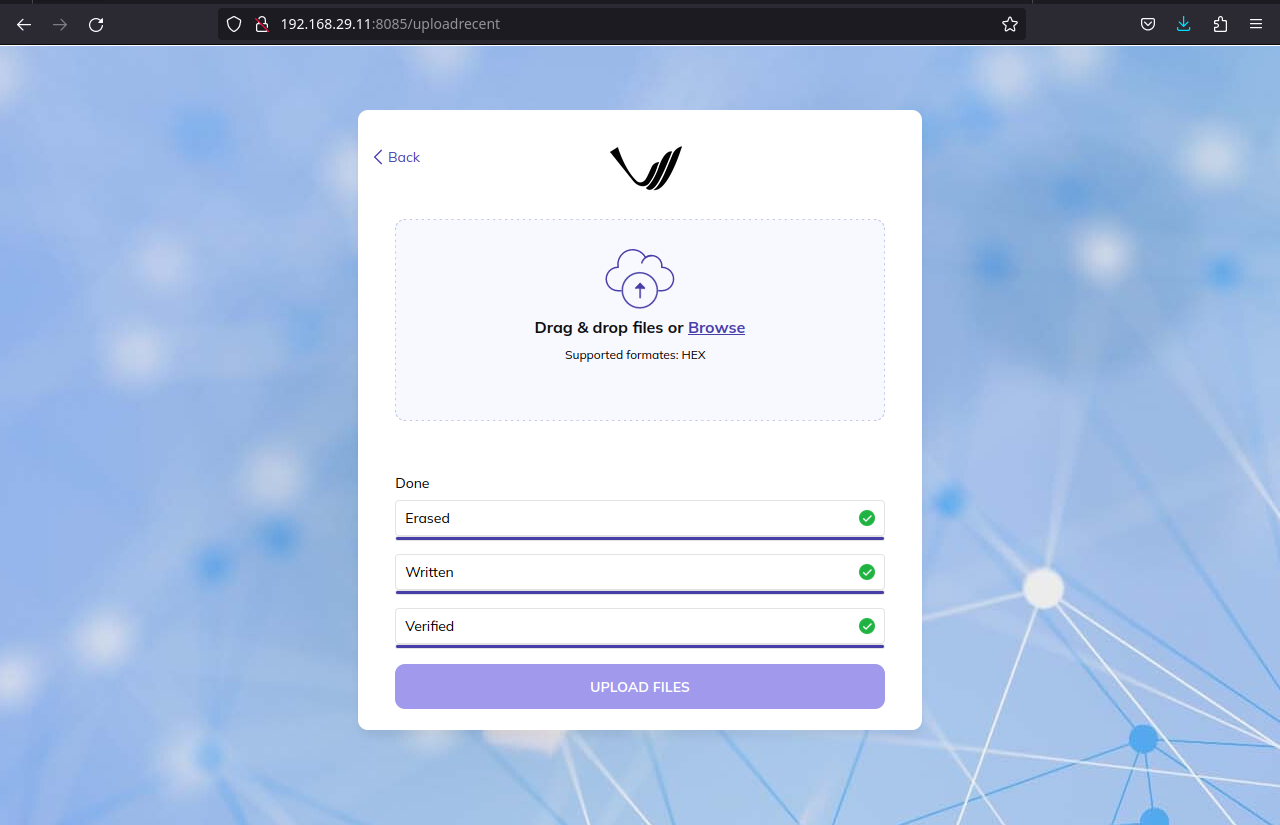 192.168.29.11:8085/uploadrecent
Back
Drag & drop files or Browse
Supported formates: HEX
Done
Erased
Written
Verified
UPLOAD FILES